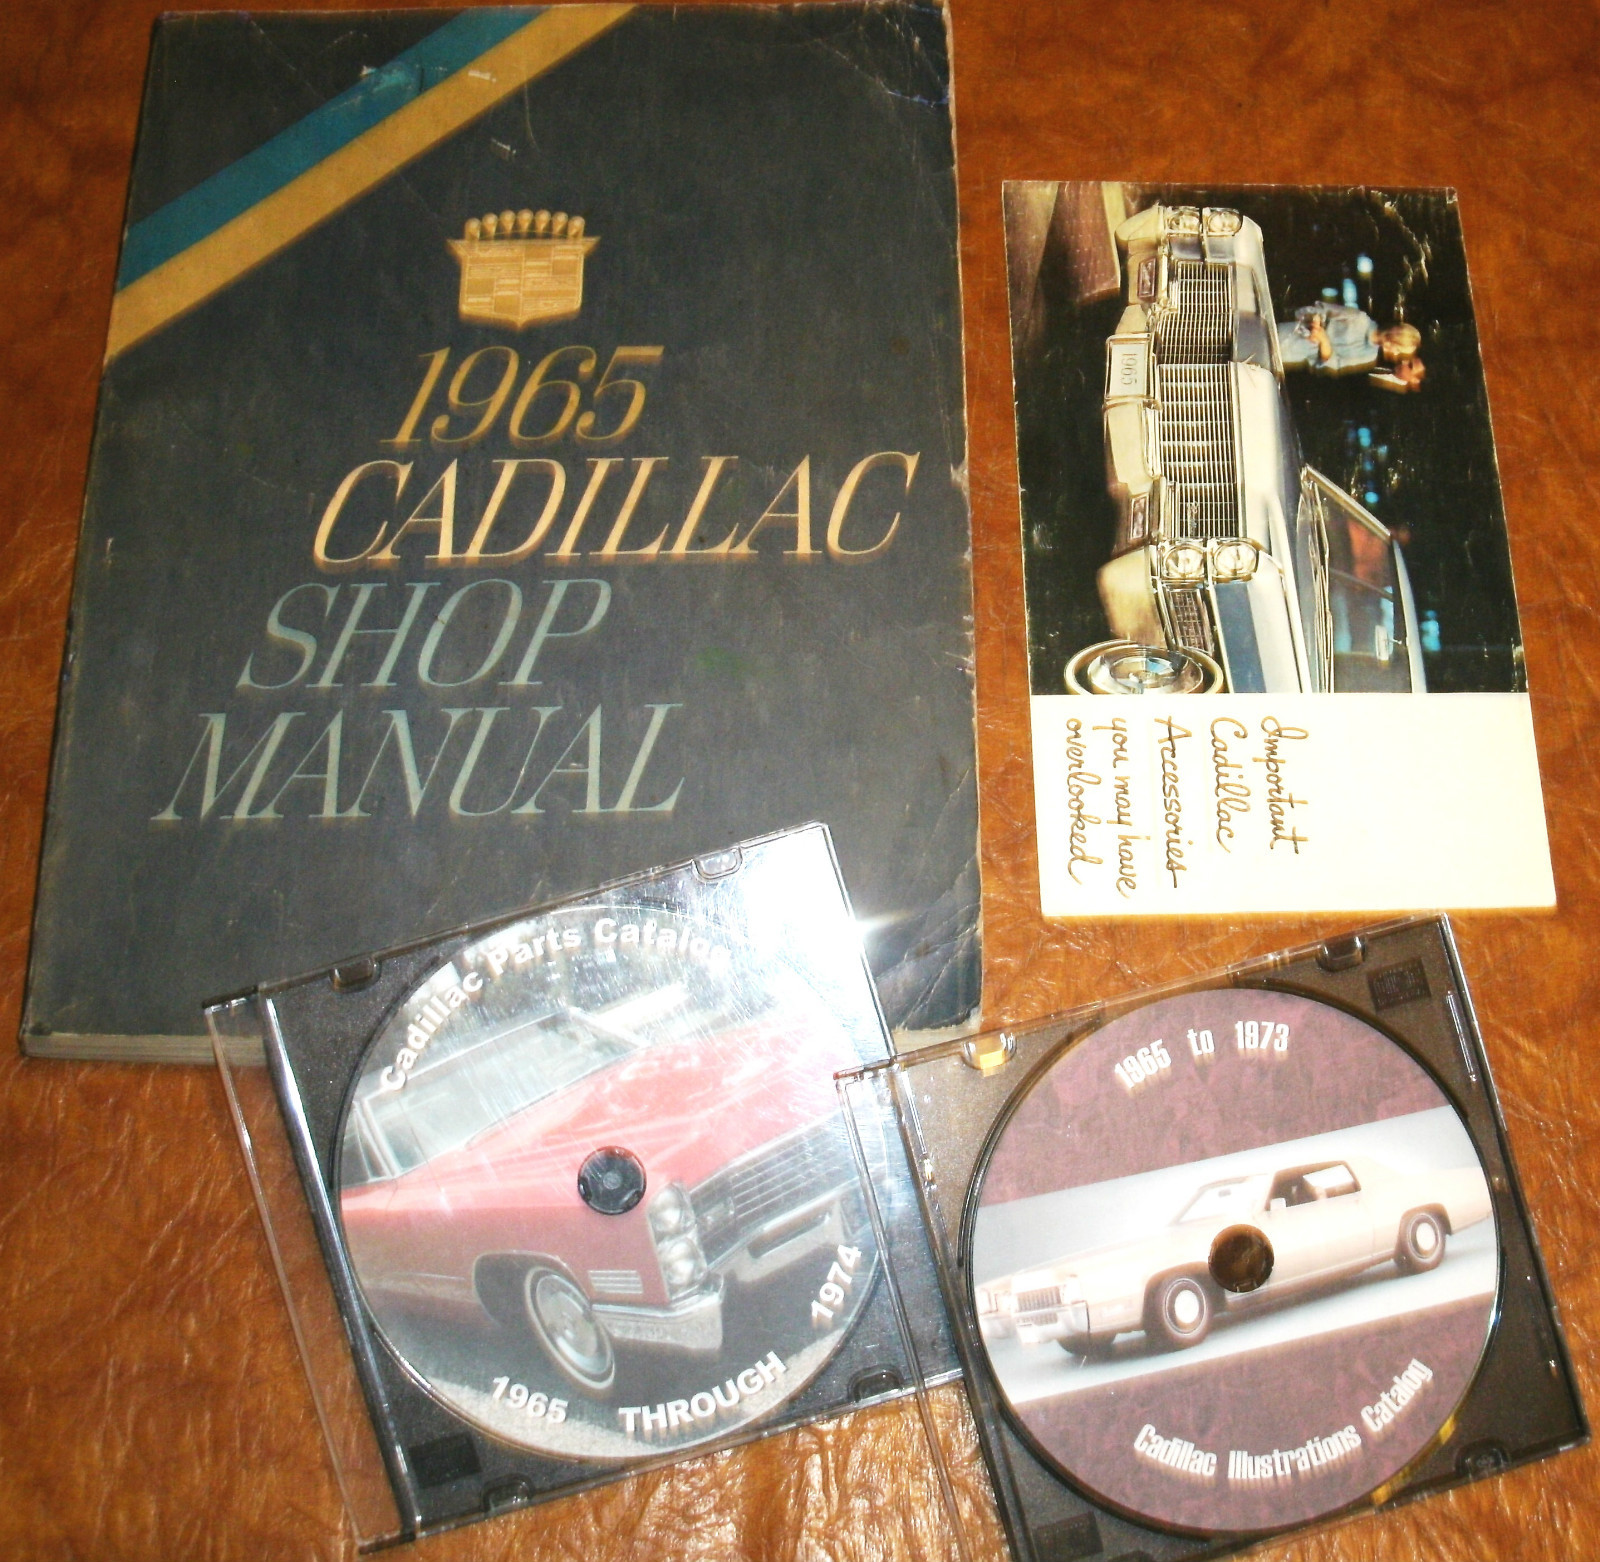 1965
CADILLAC
SHOP
MANUAL
1965
Important
Cadillac
Accessories
you may have
overlooked
Cadillac Parts Catalog
1965 THROUGH 1974
1965 to 1973
Cadillac Illustrations Catalog